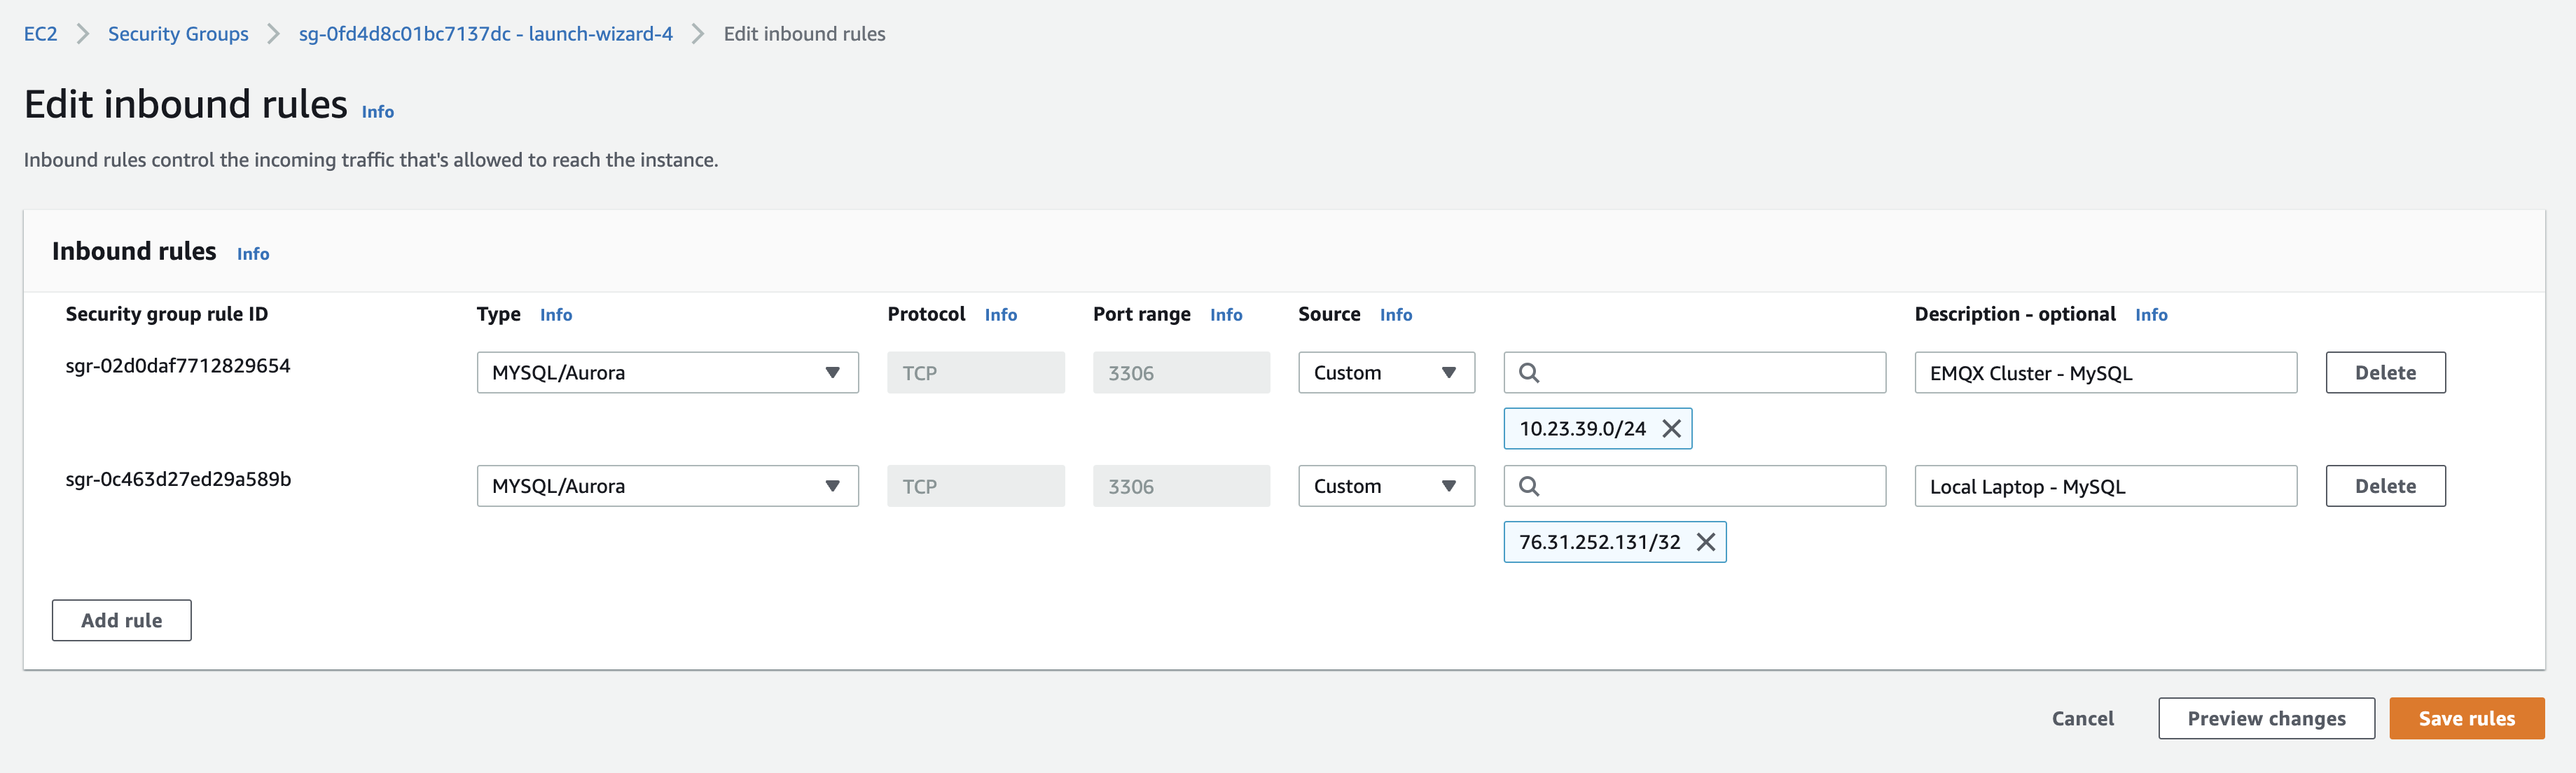 EC2 Security Groups sg-0fd4d8c01bc7137dc - launch-wizard-4 Edit inbound rules
Edit inbound rules Info
Inbound rules control the incoming traffic that's allowed to reach the instance.
Inbound rules Info
Security group rule ID Type Info Protocol Info Port range Info Source Info Description - optional Info
sgr-02d0daf7712829654 MYSQL/Aurora TCP 3306 Custom EMQX Cluster - MySQL Delete
10.23.39.0/24
sgr-0c463d27ed29a589b MYSQL/Aurora TCP 3306 Custom Local Laptop - MySQL Delete
76.31.252.131/32
Add rule
Cancel Preview changes Save rules